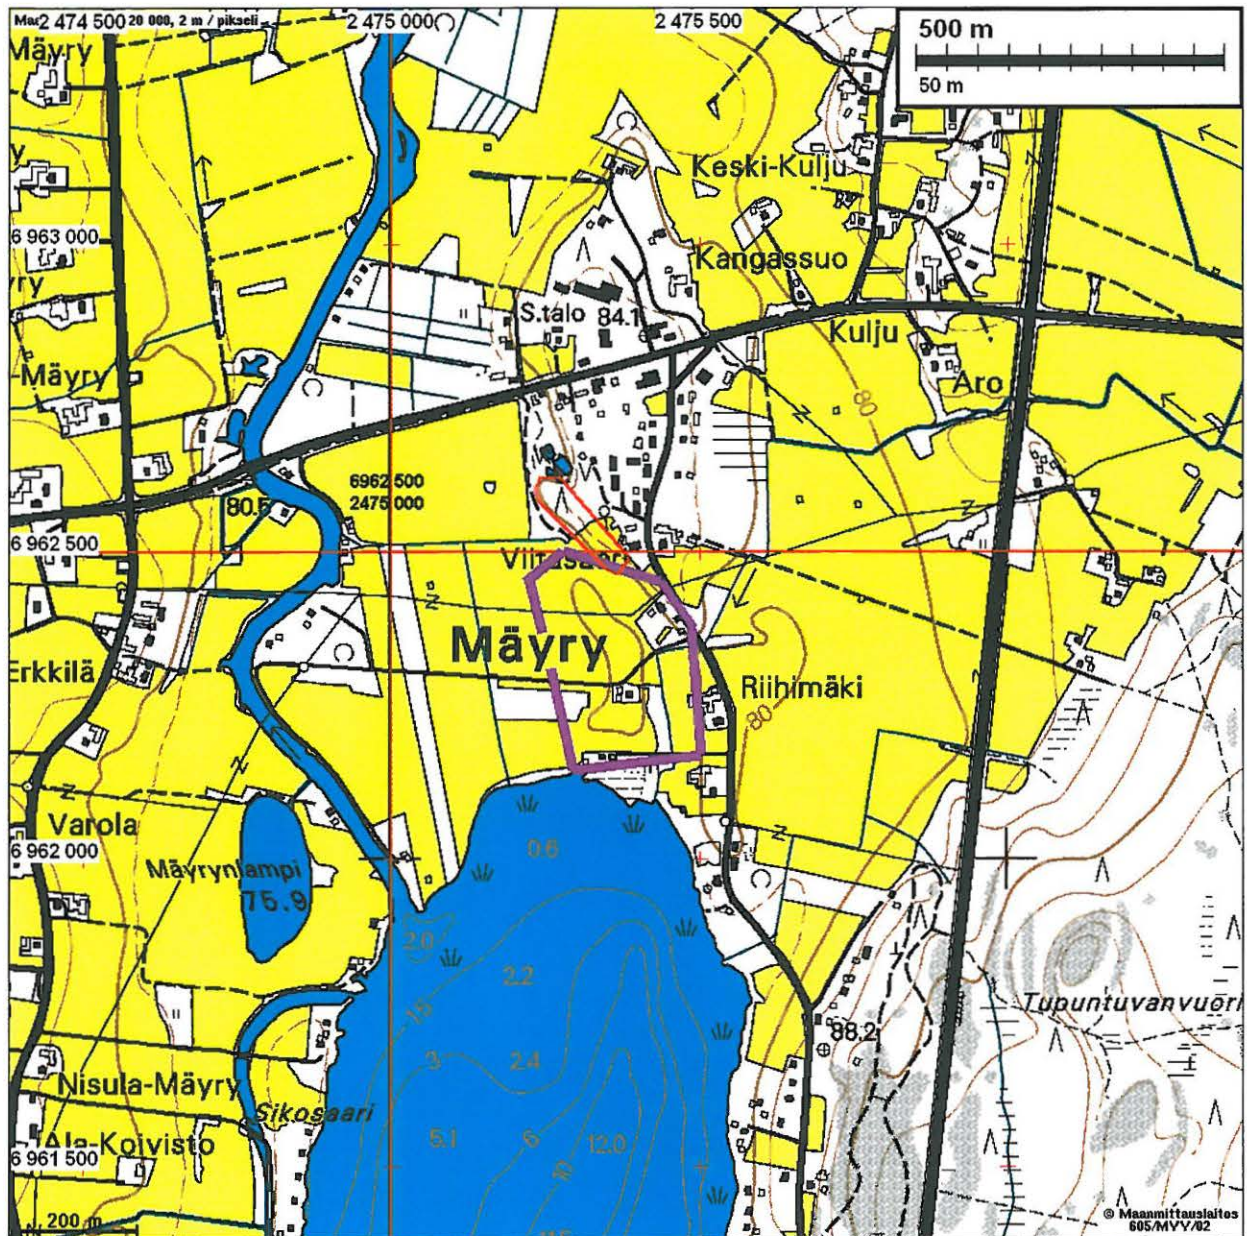 2 474 500 20 000, 2 m / pikseli
2 475 000
2 475 500
500 m
50 m
Mäyry
Keski-Kulju
6 963 000
Kangassuo
S.talo 84.1
Kulju
-Mäyry
Aro
80
6962 500
2475 000
80.5
6 962 500
Mäyry
Erkkilä
Riihimäki
80
Varola
6 962 000
0.6
Mäyrynlampi
75.9
2.0
2.2
1.5
Tupuntuvanvuori
3
2.4
88.2
Nisula-Mäyry
Sikosaari
Ala-Koivisto
5.1
6
12.0
6 961 500
10
200 m
© Maanmittauslaitos
605/MYY/02